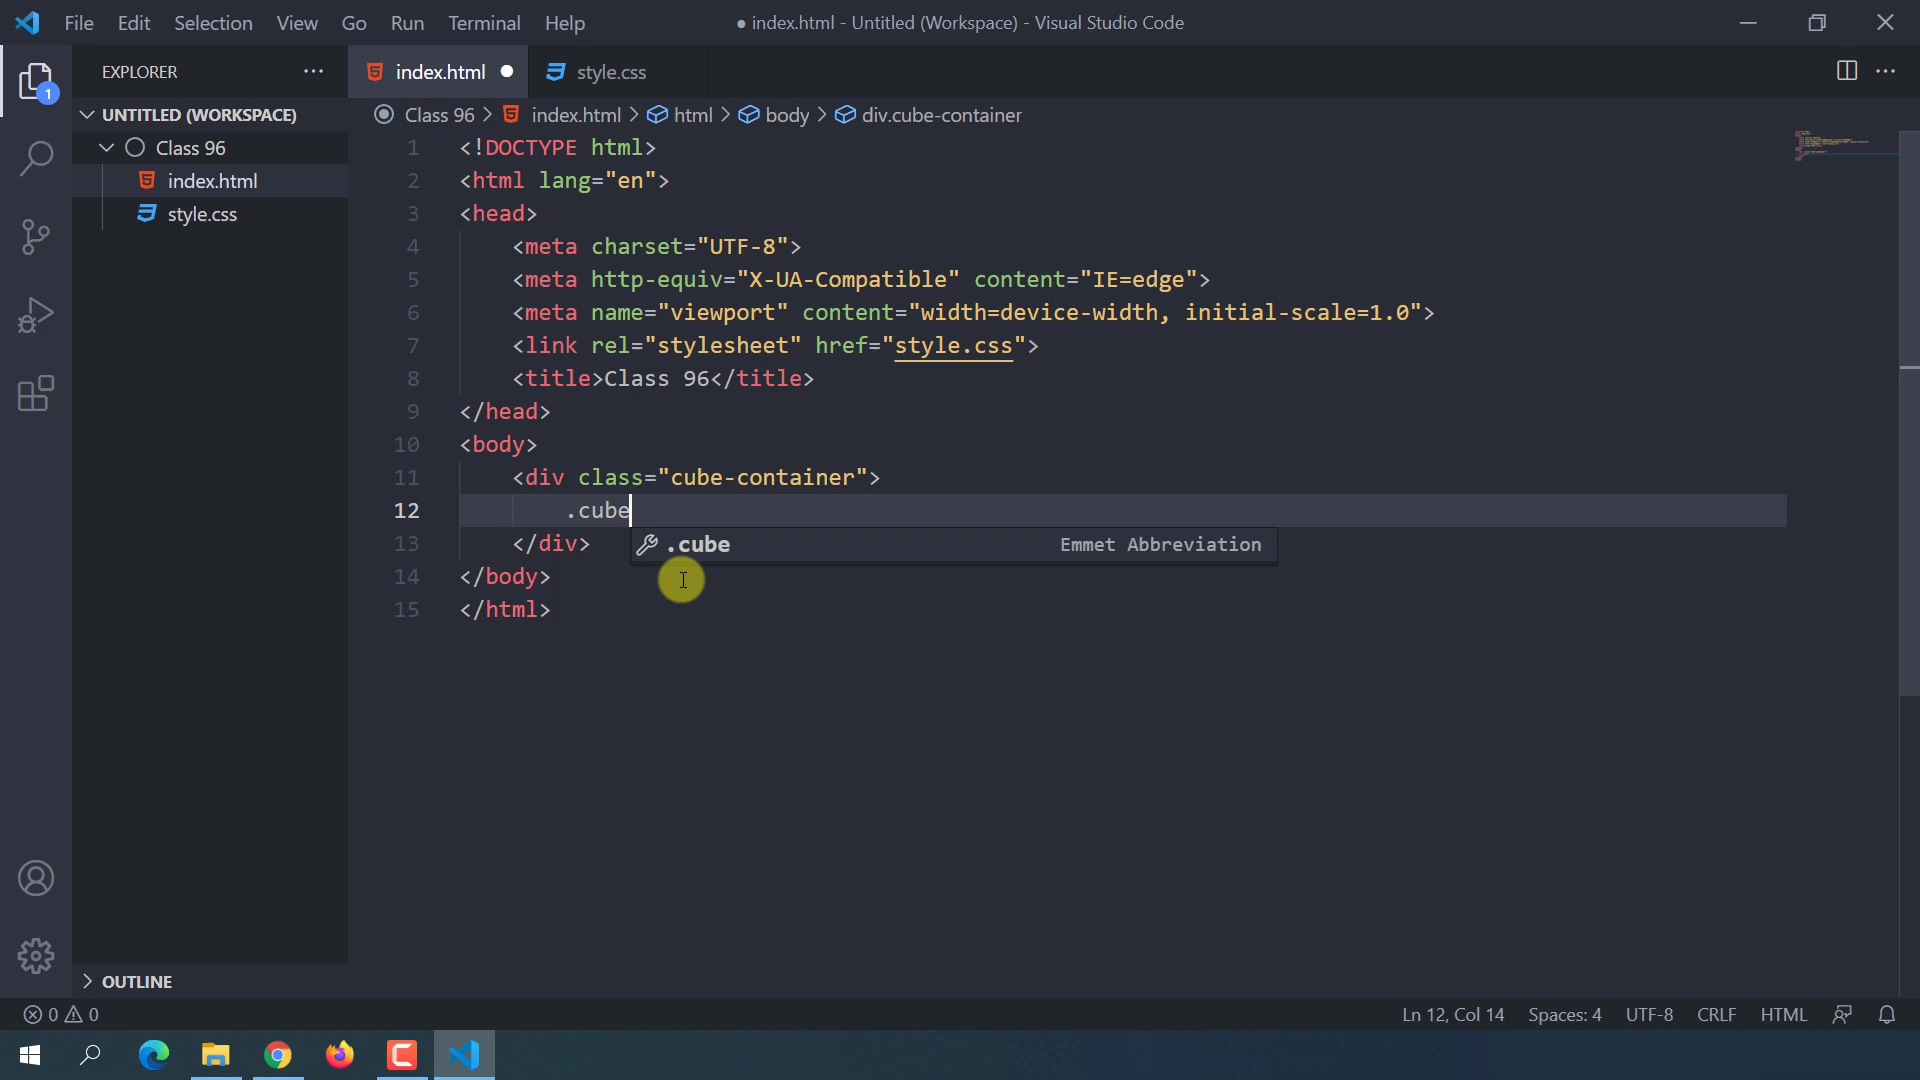 File Edit Selection View Go Run Terminal Help
● index.html - Untitled (Workspace) - Visual Studio Code
EXPLORER
index.html
style.css
1
UNTITLED (WORKSPACE)
Class 96 > index.html > html > body > div.cube-container
Class 96
index.html
style.css
1 <!DOCTYPE html>
2 <html lang="en">
3 <head>
4 <meta charset="UTF-8">
5 <meta http-equiv="X-UA-Compatible" content="IE=edge">
6 <meta name="viewport" content="width=device-width, initial-scale=1.0">
7 <link rel="stylesheet" href="style.css">
8 <title>Class 96</title>
9 </head>
10 <body>
11 <div class="cube-container">
12 .cube
13 </div>
.cube Emmet Abbreviation
14 </body>
15 </html>
OUTLINE
0 0
Ln 12, Col 14 Spaces: 4 UTF-8 CRLF HTML